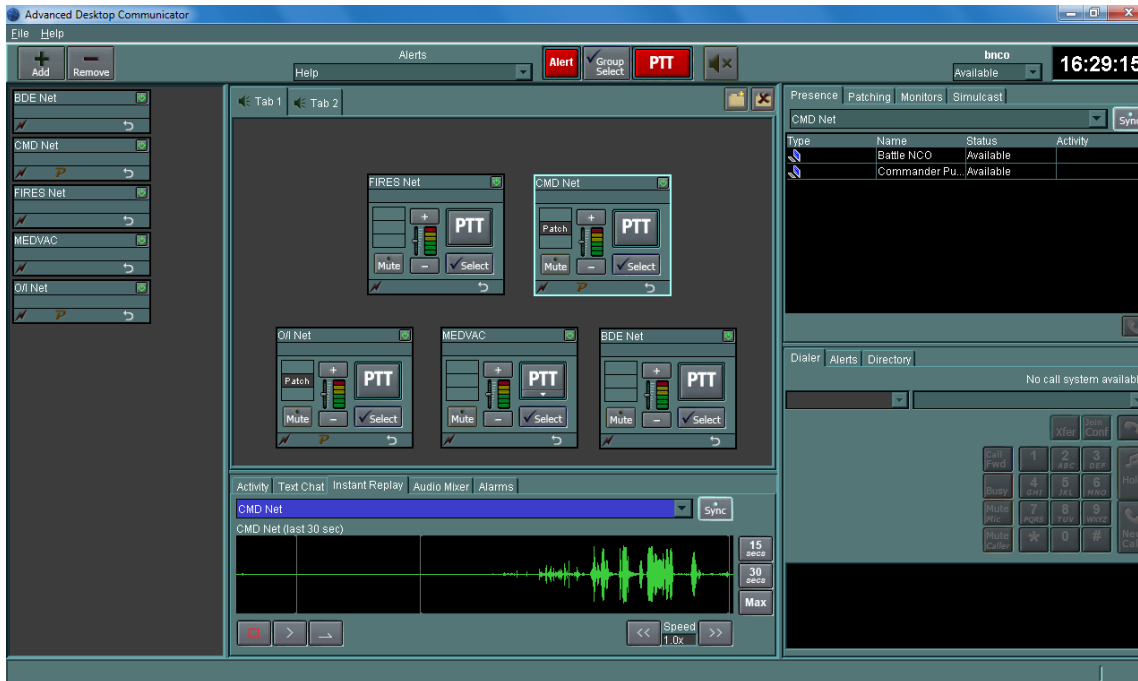 Advanced Desktop Communicator
File Help
Add Remove
Alerts
Help
Alert Group Select PTT
bnco
Available
16:29:15
BDE Net
CMD Net
P
FIRES Net
MEDVAC
O/I Net
P
Tab 1 Tab 2
FIRES Net
+
PTT
Mute - Select
CMD Net
Patch + PTT
Mute - Select
P
O/I Net
Patch + PTT
Mute - Select
P
MEDVAC
+
PTT
Mute - Select
BDE Net
+
PTT
Mute - Select
Activity Text Chat Instant Replay Audio Mixer Alarms
CMD Net
Sync
CMD Net (last 30 sec)
15 secs
30 secs
Max
<< Speed >>
1.0x
Presence Patching Monitors Simulcast
CMD Net
Sync
Type Name Status Activity
Battle NCO Available
Commander Pu... Available
Dialer Alerts Directory
No call system availabl
Xfer Join Conf
Call Fwd 1 2 ABC 3 DEF
Busy 4 GHI 5 JKL 6 MNO Hol
Mute Mic 7 PQRS 8 TUV 9 WXYZ
Mute Caller * 0 # New Cal